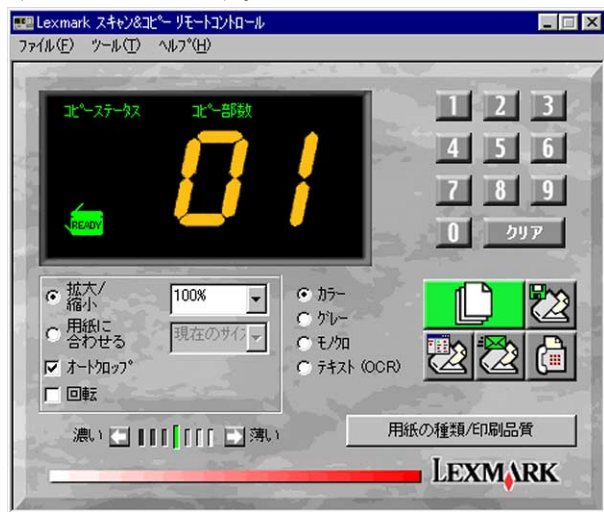 Lexmark スキャン&コピー リモートコントロール
ファイル(F) ツール(T) ヘルプ(H)
コピーステータス コピー部数
01
READY
1 2 3
4 5 6
7 8 9
0 クリア
拡大/
縮小
100%
用紙に
合わせる
現在のサイズ
オートクロップ
回転
カラー
グレー
モノクロ
テキスト (OCR)
濃い 薄い
用紙の種類/印刷品質
LEXMARK